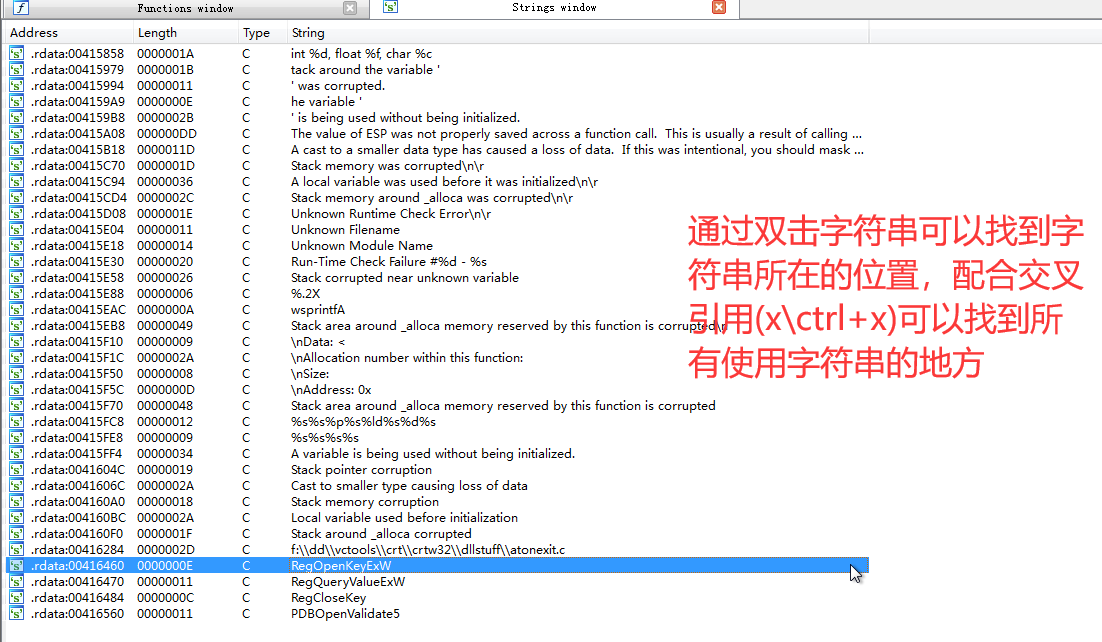 Functions window
Strings window
Address Length Type String
.rdata:00415858 0000001A C int %d, float %f, char %c
.rdata:00415979 0000001B C tack around the variable '
.rdata:00415994 00000011 C ' was corrupted.
.rdata:004159A9 0000000E C he variable '
.rdata:004159B8 0000002B C ' is being used without being initialized.
.rdata:00415A08 000000DD C The value of ESP was not properly saved across a function call.  This is usually a result of calling ...
.rdata:00415B18 0000011D C A cast to a smaller data type has caused a loss of data.  If this was intentional, you should mask ...
.rdata:00415C70 0000001D C Stack memory was corrupted\n\r
.rdata:00415C94 00000036 C A local variable was used before it was initialized\n\r
.rdata:00415CD4 0000002C C Stack memory around _alloca was corrupted\n\r
.rdata:00415D08 0000001E C Unknown Runtime Check Error\n\r
.rdata:00415E04 00000011 C Unknown Filename
.rdata:00415E18 00000014 C Unknown Module Name
.rdata:00415E30 00000020 C Run-Time Check Failure #%d - %s
.rdata:00415E58 00000026 C Stack corrupted near unknown variable
.rdata:00415E88 00000006 C %.2X
.rdata:00415EAC 0000000A C wsprintfA
.rdata:00415EB8 00000049 C Stack area around _alloca memory reserved by this function is corrupted\n
.rdata:00415F10 00000009 C \nData: <
.rdata:00415F1C 0000002A C \nAllocation number within this function:
.rdata:00415F50 00000008 C \nSize:
.rdata:00415F5C 0000000D C \nAddress: 0x
.rdata:00415F70 00000048 C Stack area around _alloca memory reserved by this function is corrupted
.rdata:00415FC8 00000012 C %s%s%p%s%ld%s%d%s
.rdata:00415FE8 00000009 C %s%s%s%s
.rdata:00415FF4 00000034 C A variable is being used without being initialized.
.rdata:0041604C 00000019 C Stack pointer corruption
.rdata:0041606C 0000002A C Cast to smaller type causing loss of data
.rdata:004160A0 00000018 C Stack memory corruption
.rdata:004160BC 0000002A C Local variable used before initialization
.rdata:004160F0 0000001F C Stack around _alloca corrupted
.rdata:00416284 0000002D C f:\\dd\\vctools\\crt\\crtw32\\dllstuff\\atonexit.c
.rdata:00416460 0000000E C RegOpenKeyExW
.rdata:00416470 00000011 C RegQueryValueExW
.rdata:00416484 0000000C C RegCloseKey
.rdata:00416560 00000011 C PDBOpenValidate5
通过双击字符串可以找到字
符串所在的位置，配合交叉
引用(x\ctrl+x)可以找到所
有使用字符串的地方